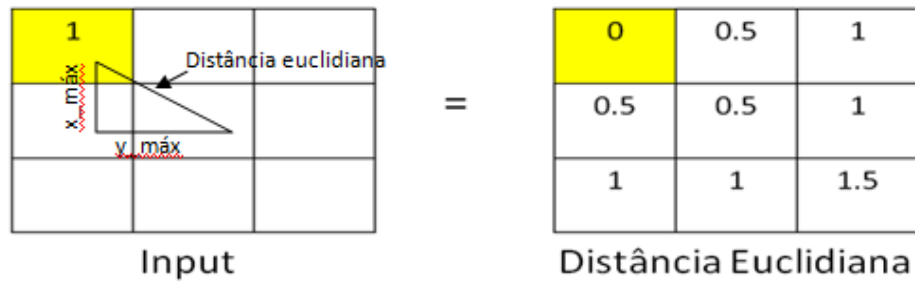 1
Distância euclidiana
x_máx
y_máx
Input
=
0 0.5 1
0.5 0.5 1
1 1 1.5
Distância Euclidiana